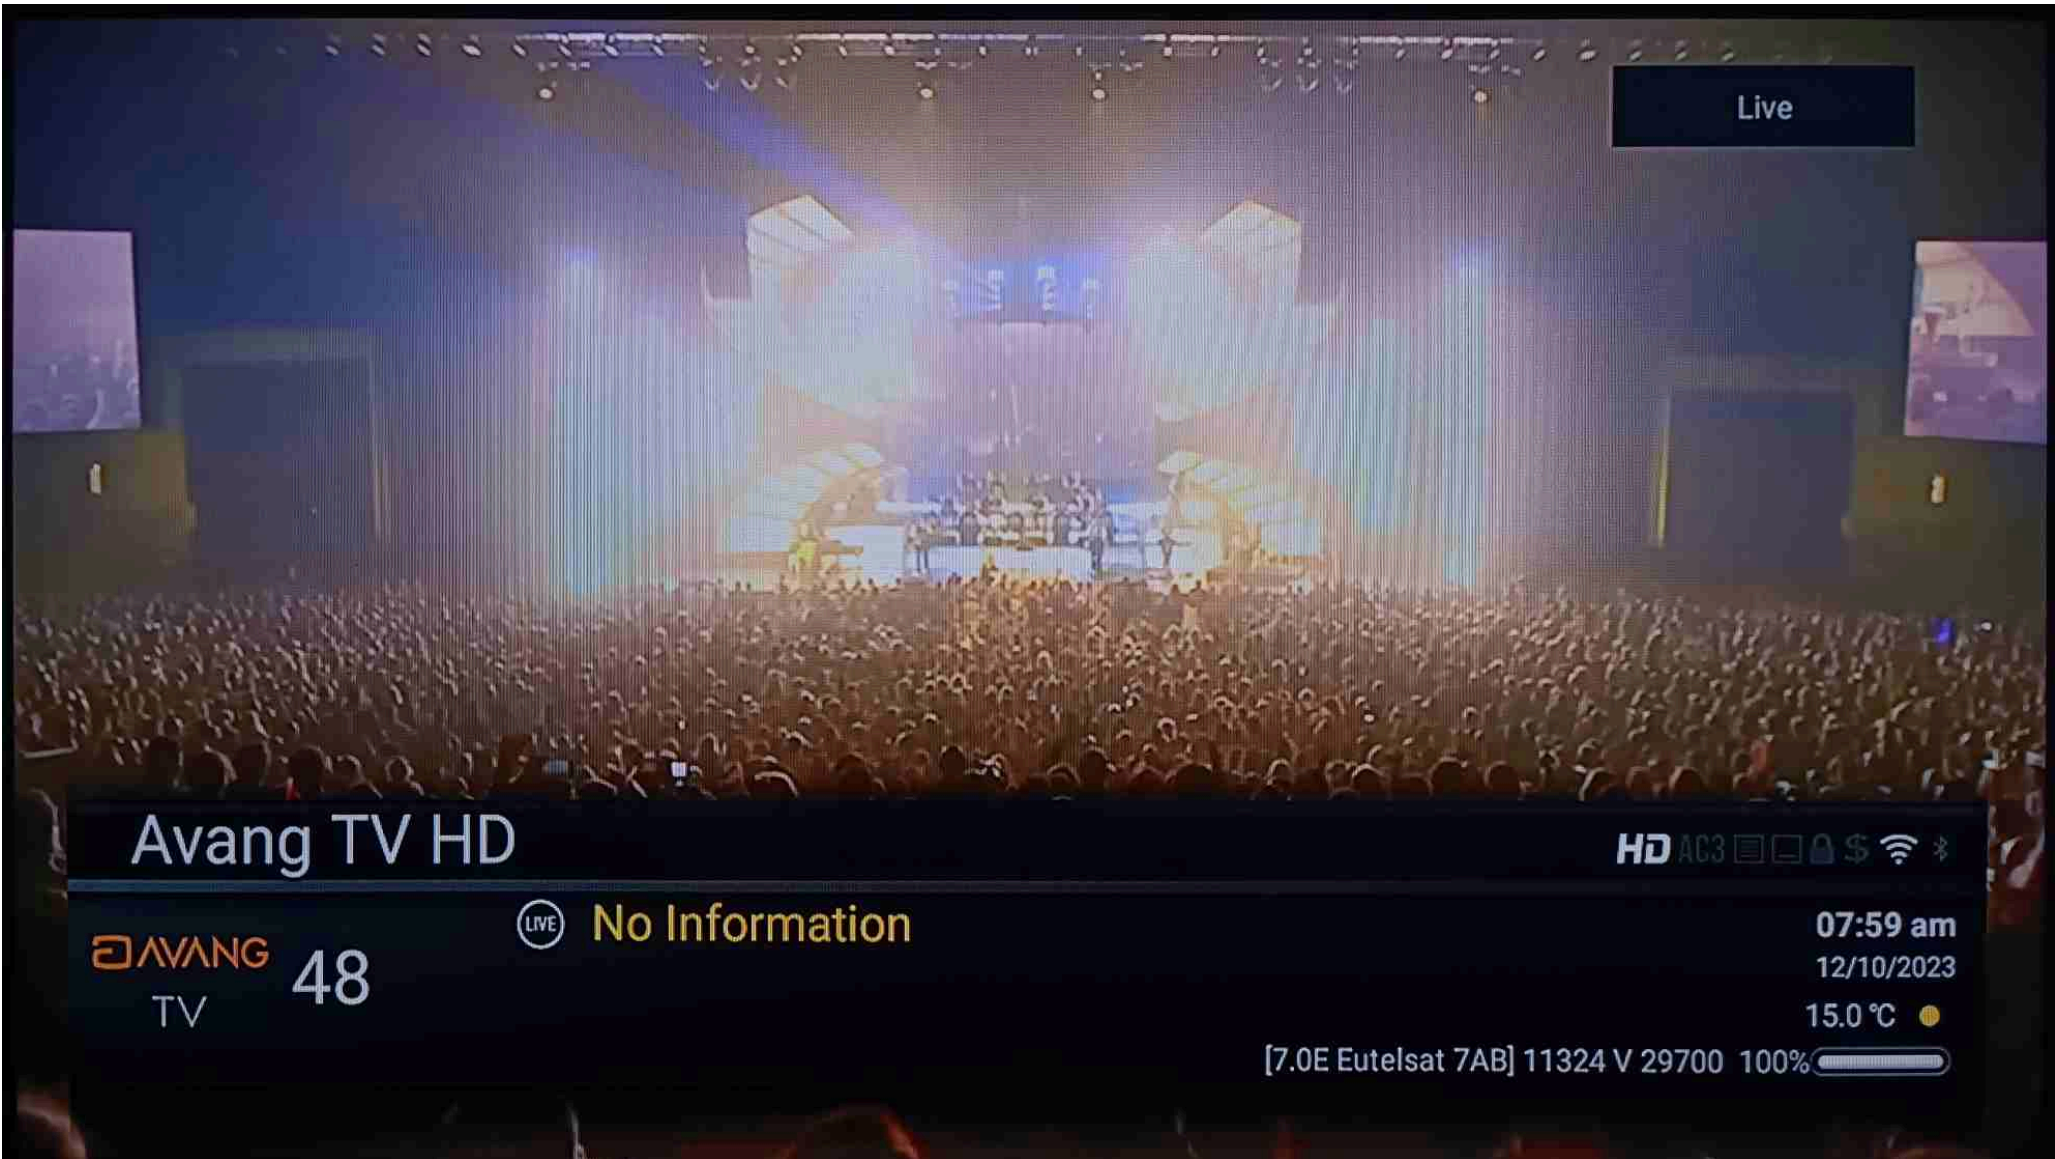 Live
Avang TV HD
HD AC3 $
LIVE No Information
AVANG
TV
48
07:59 am
12/10/2023
15.0 °C
[7.0E Eutelsat 7AB] 11324 V 29700 100%